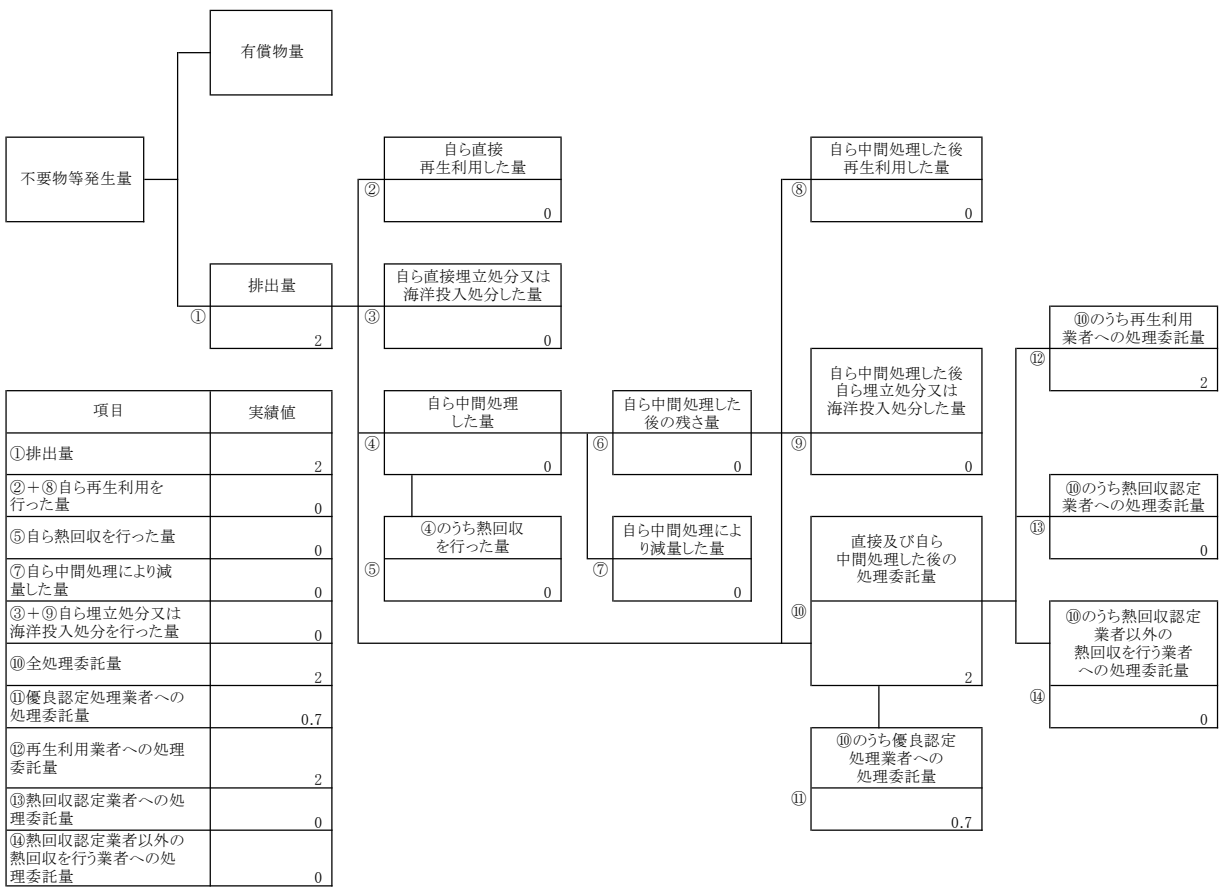 有償物量
不要物等発生量
排出量
①
2
自ら直接
再生利用した量
②
0
自ら直接埋立処分又は
海洋投入処分した量
③
0
自ら中間処理
した量
④
0
④のうち熱回収
を行った量
⑤
0
自ら中間処理した
後の残さ量
⑥
0
自ら中間処理によ
り減量した量
⑦
0
自ら中間処理した後
再生利用した量
⑧
0
自ら中間処理した後
自ら埋立処分又は
海洋投入処分した量
⑨
0
直接及び自ら
中間処理した後の
処理委託量
⑩
2
⑩のうち優良認定
処理業者への
処理委託量
⑪
0.7
⑩のうち再生利用
業者への処理委託量
⑫
2
⑩のうち熱回収認定
業者への処理委託量
⑬
0
⑩のうち熱回収認定
業者以外の
熱回収を行う業者
への処理委託量
⑭
0
項目 実績値
①排出量
2
②+⑧自ら再生利用を
行った量 0
⑤自ら熱回収を行った量
0
⑦自ら中間処理により減
量した量 0
③+⑨自ら埋立処分又は
海洋投入処分を行った量 0
⑩全処理委託量
2
⑪優良認定処理業者への
処理委託量 0.7
⑫再生利用業者への処理
委託量
2
⑬熱回収認定業者への処
理委託量 0
⑭熱回収認定業者以外の
熱回収を行う業者への処
理委託量 0